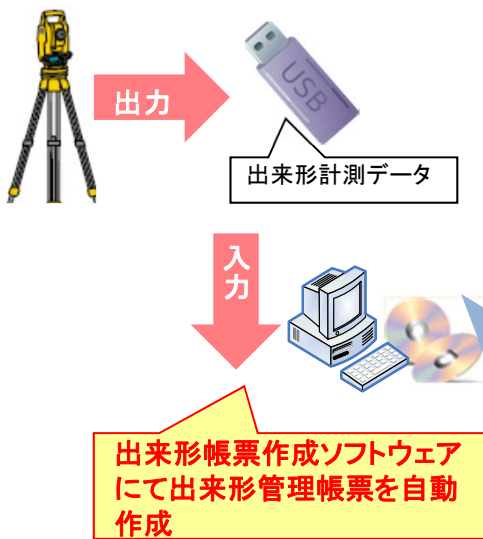 出力
USB
出来形計測データ
入力
出来形帳票作成ソフトウェア
にて出来形管理帳票を自動
作成